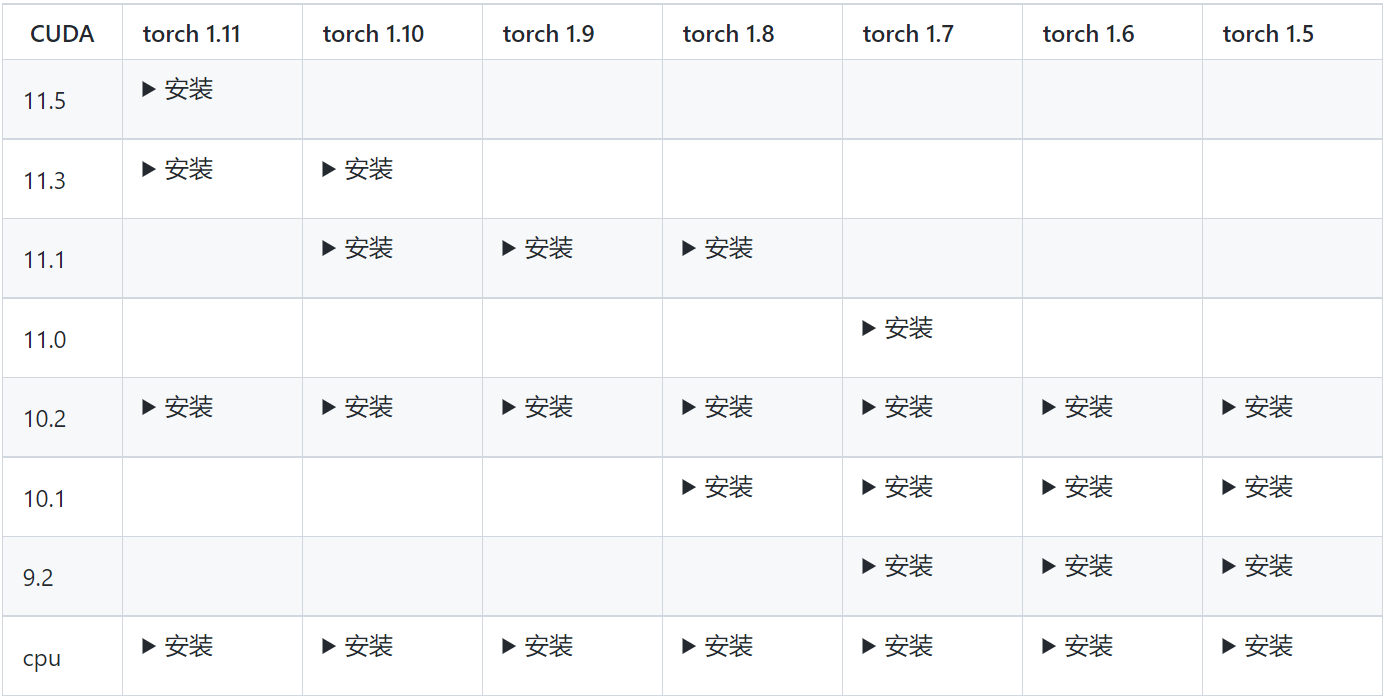 CUDA torch 1.11 torch 1.10 torch 1.9 torch 1.8 torch 1.7 torch 1.6 torch 1.5
11.5 ▶ 安装
11.3 ▶ 安装 ▶ 安装
11.1 ▶ 安装 ▶ 安装 ▶ 安装
11.0 ▶ 安装
10.2 ▶ 安装 ▶ 安装 ▶ 安装 ▶ 安装 ▶ 安装 ▶ 安装 ▶ 安装
10.1 ▶ 安装 ▶ 安装 ▶ 安装 ▶ 安装
9.2 ▶ 安装 ▶ 安装 ▶ 安装
cpu ▶ 安装 ▶ 安装 ▶ 安装 ▶ 安装 ▶ 安装 ▶ 安装 ▶ 安装